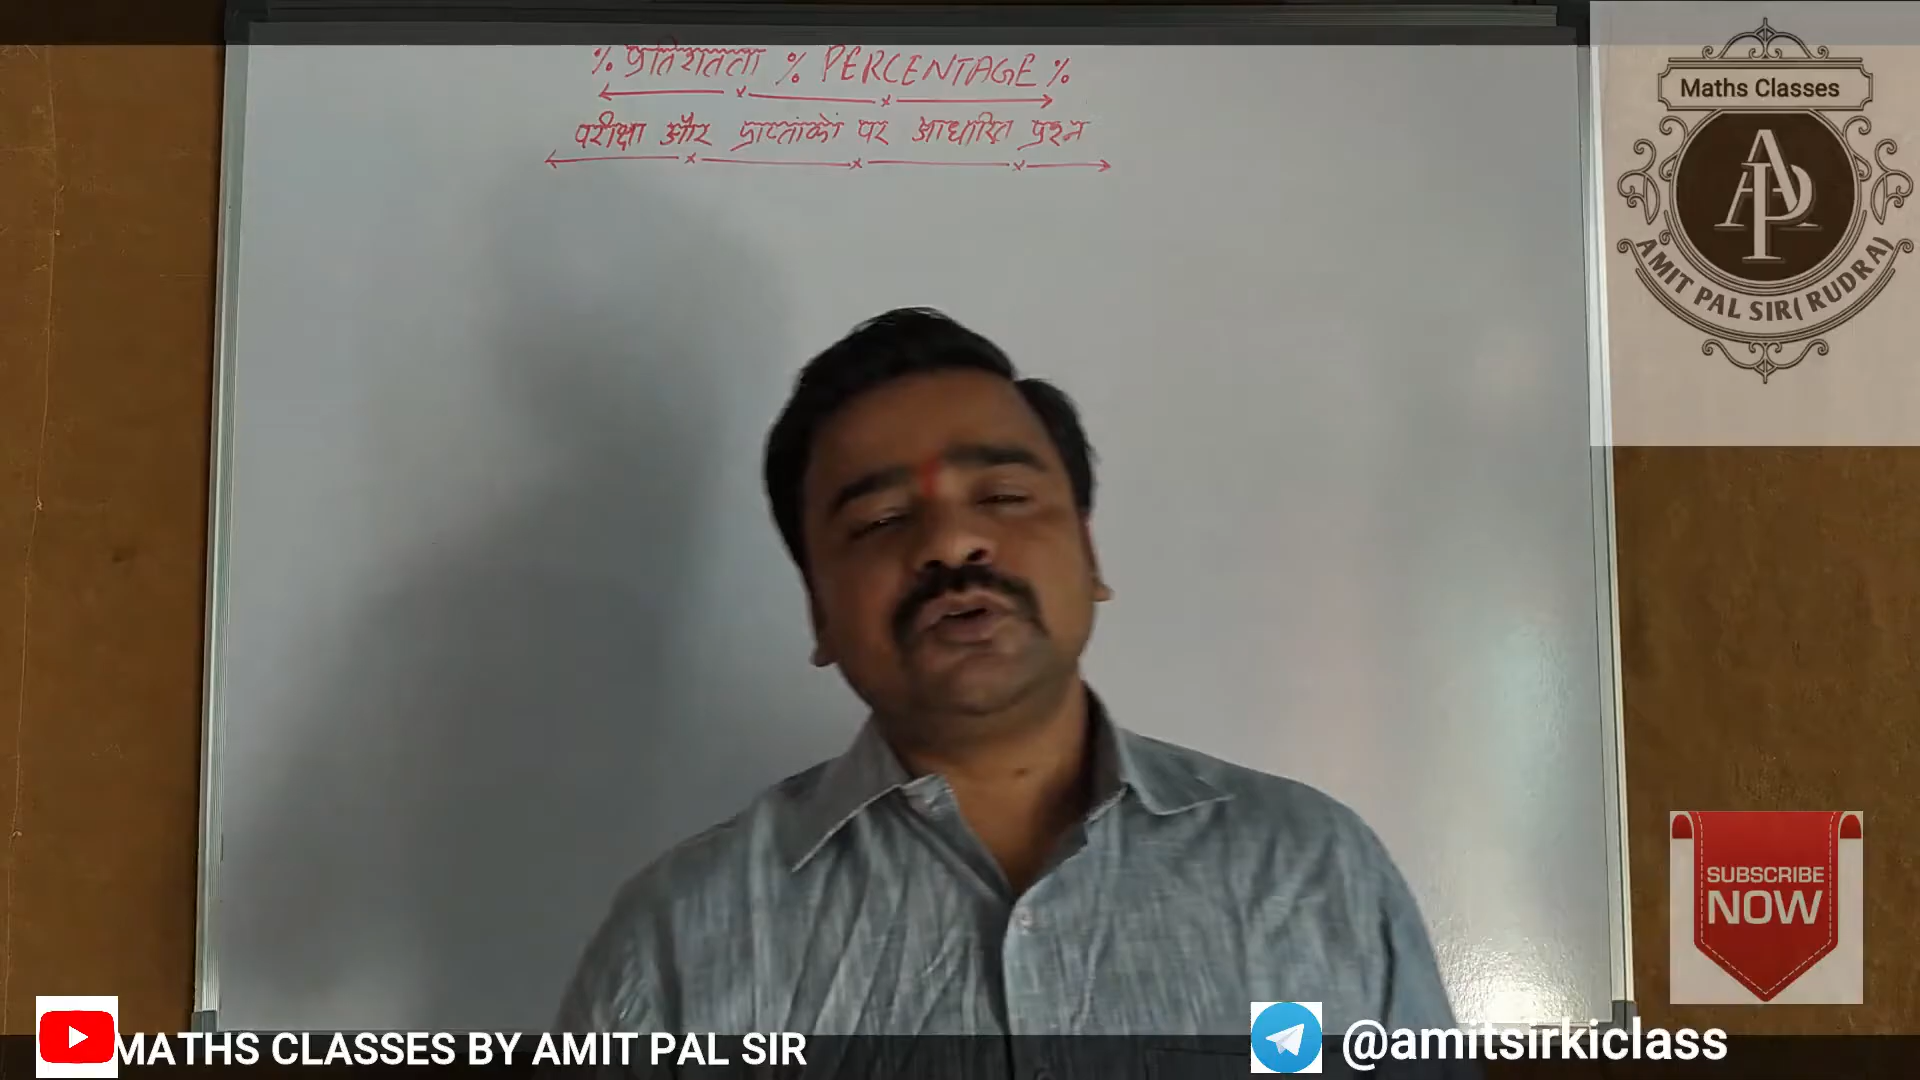 % प्रतिशतता % PERCENTAGE %
परीक्षा और प्राप्तांकों पर आधारित प्रश्न
Maths Classes
AP
AMIT PAL SIR( RUDRA)
SUBSCRIBE
NOW
MATHS CLASSES BY AMIT PAL SIR
@amitsirkiclass